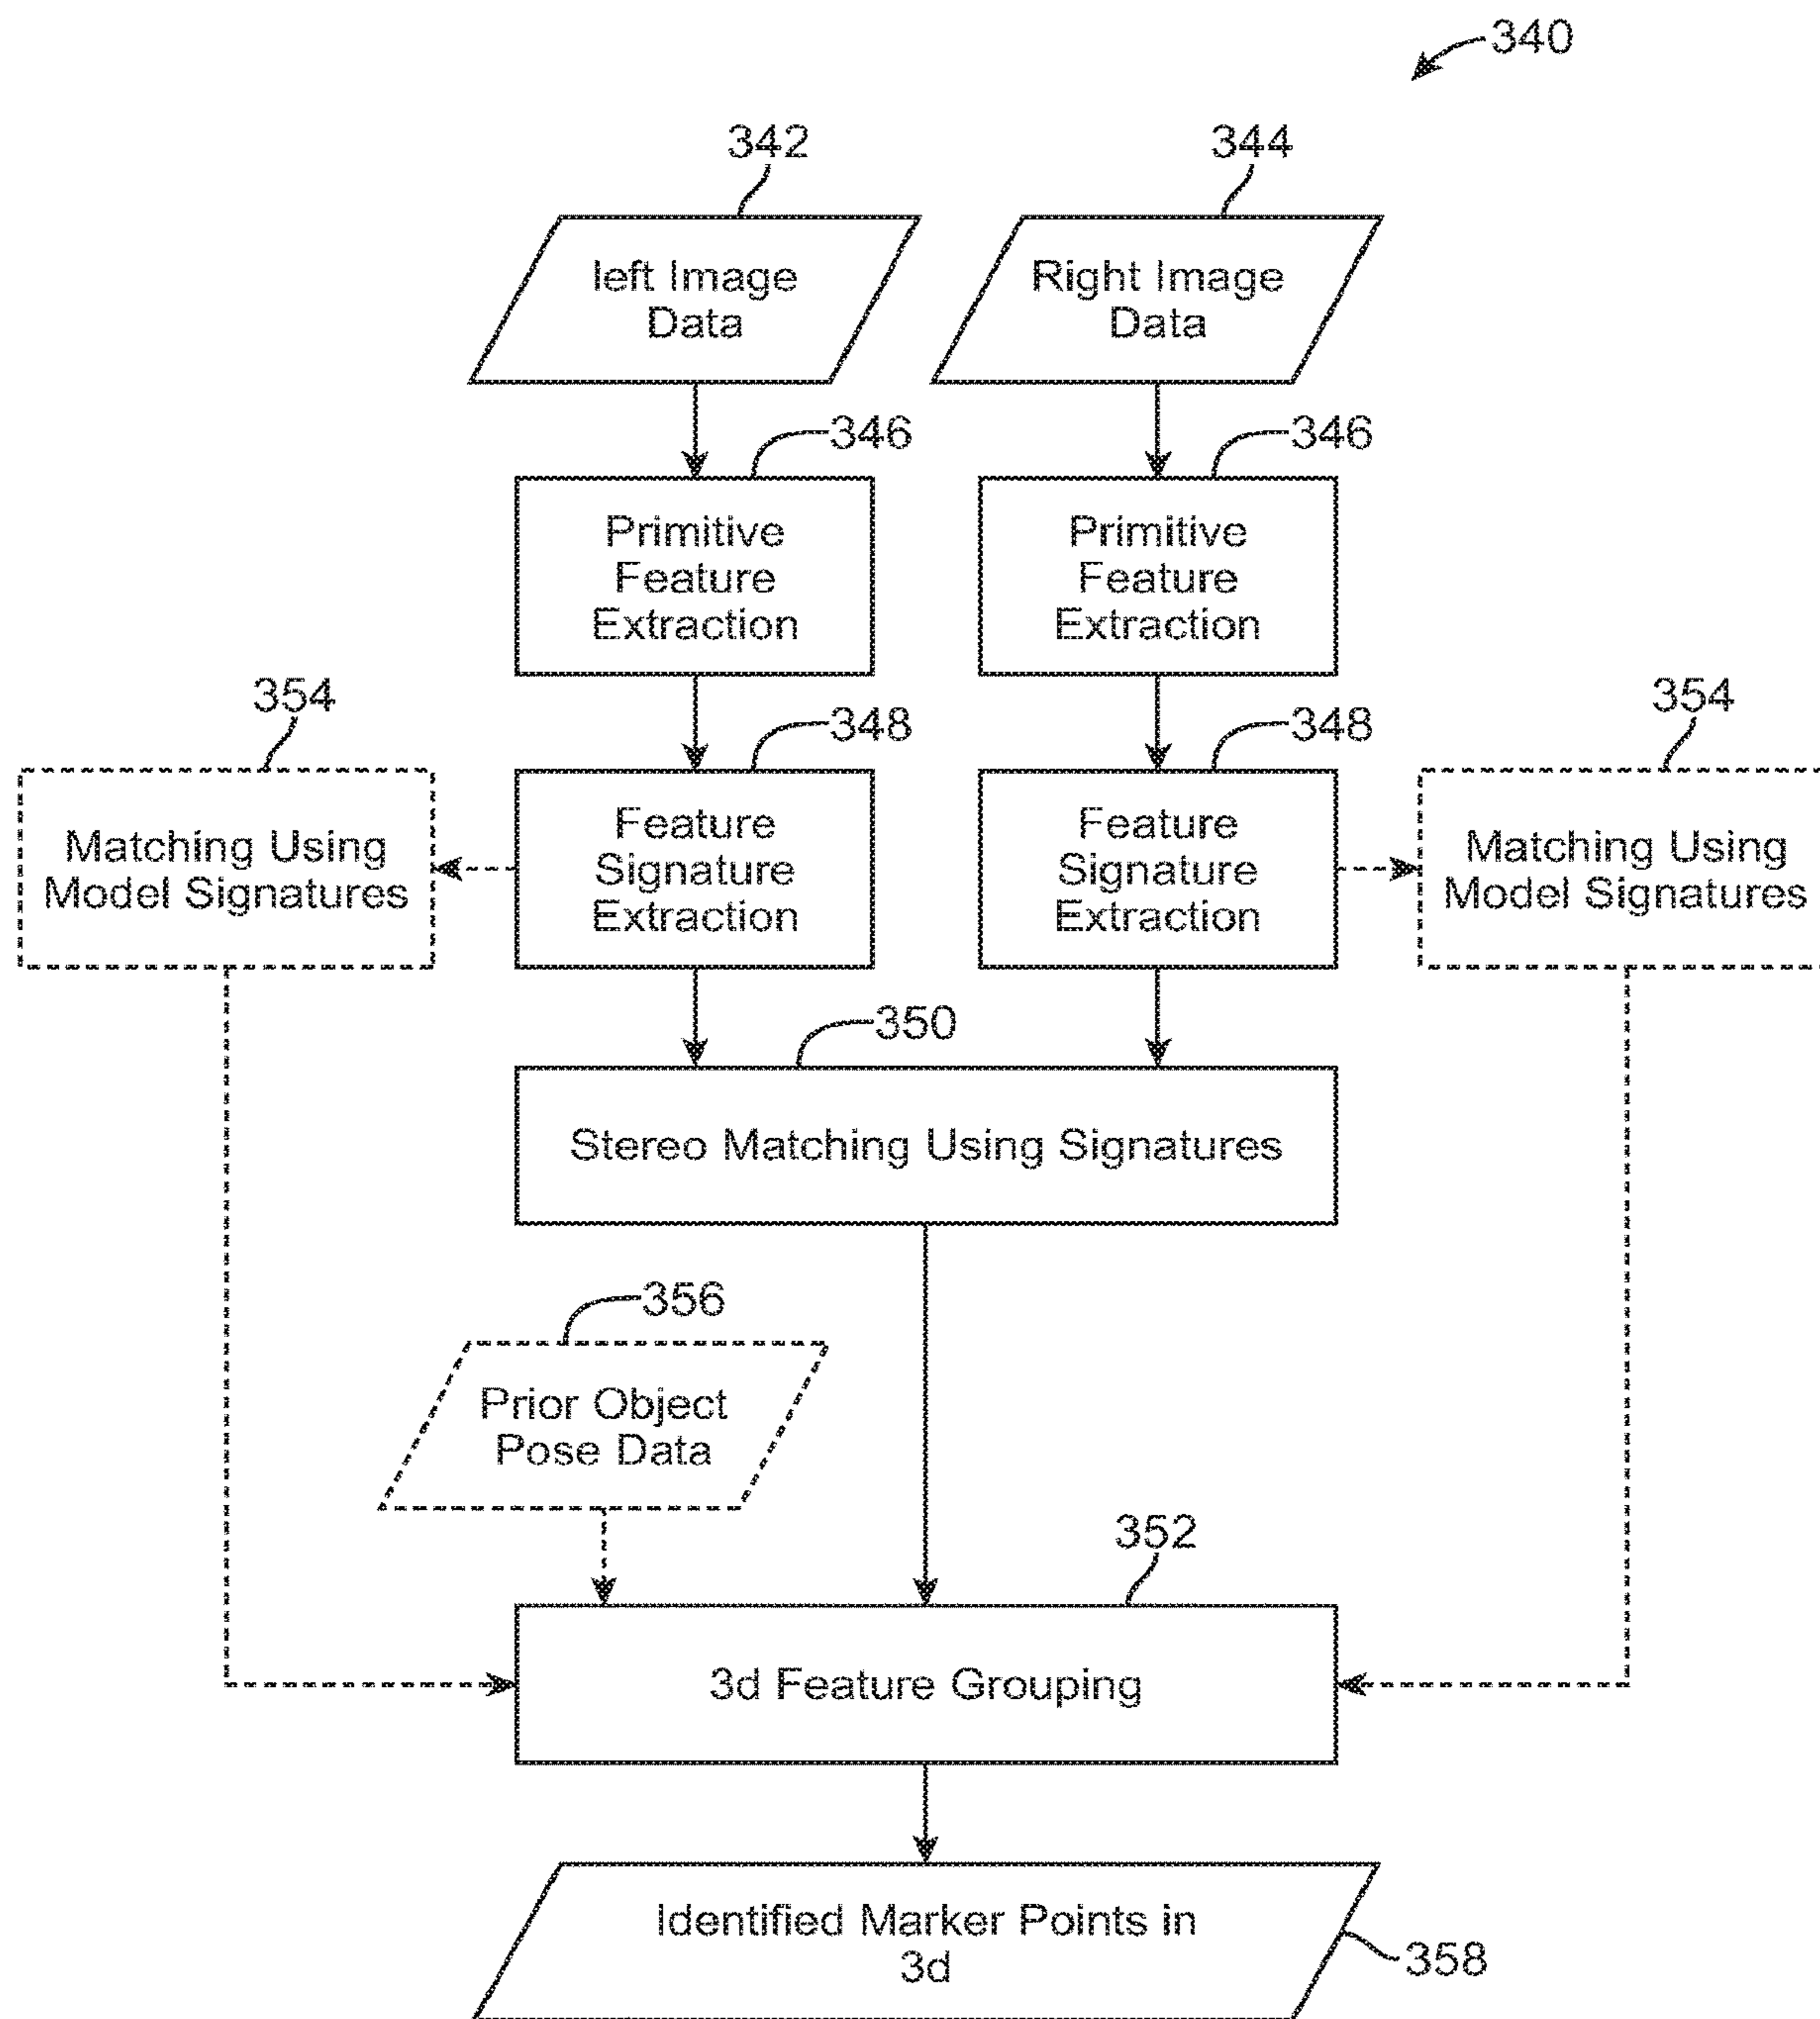 340
342
344
left Image
Data
Right Image
Data
346
346
Primitive
Feature
Extraction
Primitive
Feature
Extraction
354
348
348
354
Matching Using
Model Signatures
Feature
Signature
Extraction
Feature
Signature
Extraction
Matching Using
Model Signatures
350
Stereo Matching Using Signatures
356
Prior Object
Pose Data
352
3d Feature Grouping
Identified Marker Points in
3d
358